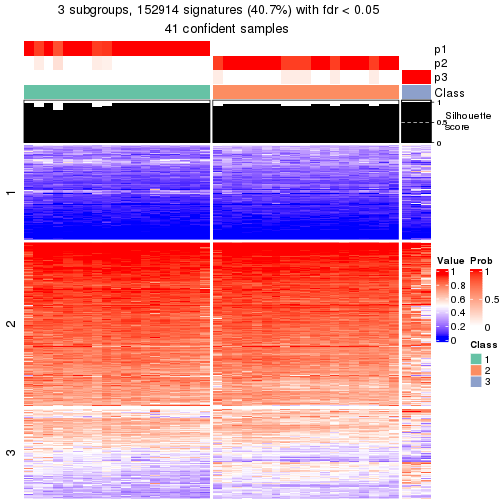 3 subgroups, 152914 signatures (40.7%) with fdr < 0.05
41 confident samples
p1
p2
p3
Class
1
0.5
0
Silhouette
score
1
2
3
Value
1
0.8
0.6
0.4
0.2
0
Prob
1
0.5
0
Class
1
2
3